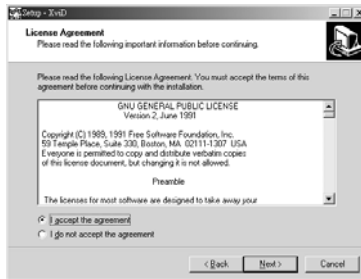 Setup - XviD
License Agreement
Please read the following important information before continuing.
Please read the following License Agreement. You must accept the terms of this
agreement before continuing with the installation.
GNU GENERAL PUBLIC LICENSE
Version 2, June 1991
Copyright (C) 1989, 1991 Free Software Foundation, Inc.
59 Temple Place, Suite 330, Boston, MA 02111-1307 USA
Everyone is permitted to copy and distribute verbatim copies
of this license document, but changing it is not allowed.
Preamble
The licenses for most software are designed to take away your
I accept the agreement
I do not accept the agreement
< Back
Next >
Cancel